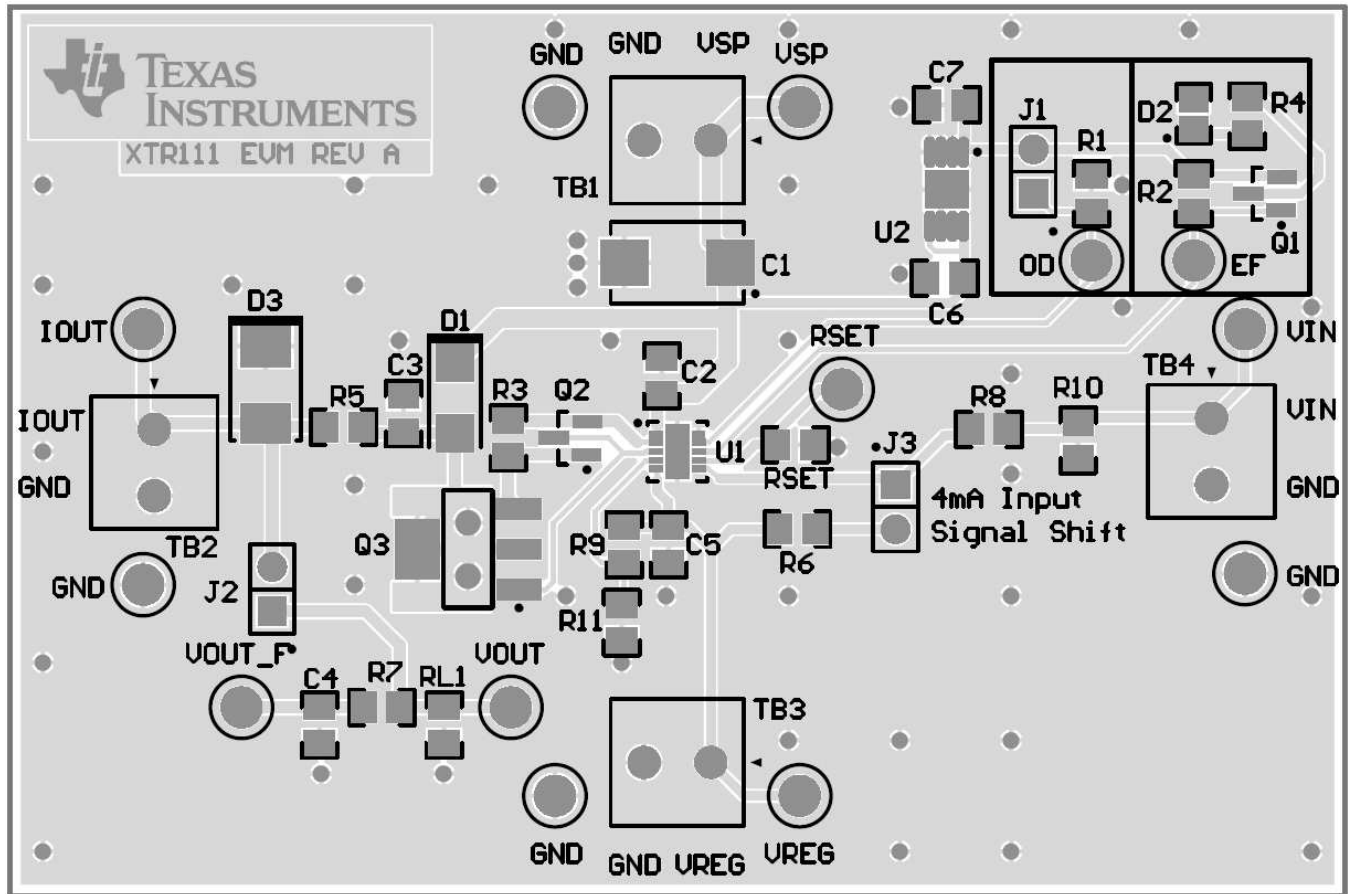 TEXAS
INSTRUMENTS
XTR111 EVM REV A
GND
GND VSP
VSP
TB1
C1
C7
U2
C6
J1
R1
OD
D2
R4
R2
Q1
EF
IOUT
D3
IOUT
GND
TB2
GND
R5
C3
D1
R3
Q2
C2
U1
RSET
RSET
R8
R10
TB4
VIN
VIN
GND
GND
J3
4mA Input
Signal Shift
R6
Q3
R9
C5
R11
J2
VOUT_F
C4
R7
RL1
VOUT
TB3
GND
GND VREG
VREG